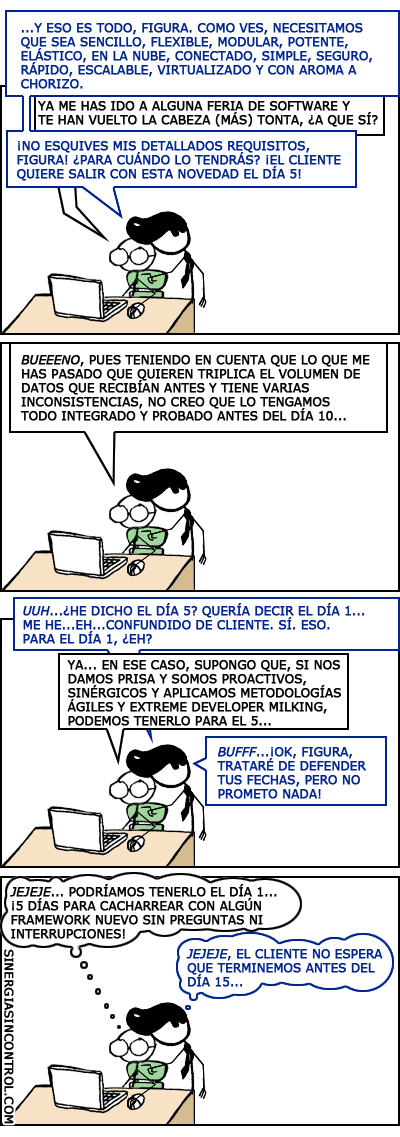 ...Y ESO ES TODO, FIGURA. COMO VES, NECESITAMOS
QUE SEA SENCILLO, FLEXIBLE, MODULAR, POTENTE,
ELÁSTICO, EN LA NUBE, CONECTADO, SIMPLE, SEGURO,
RÁPIDO, ESCALABLE, VIRTUALIZADO Y CON AROMA A
CHORIZO.
YA ME HAS IDO A ALGUNA FERIA DE SOFTWARE Y
TE HAN VUELTO LA CABEZA (MÁS) TONTA, ¿A QUE SÍ?
¡NO ESQUIVES MIS DETALLADOS REQUISITOS,
FIGURA! ¿PARA CUÁNDO LO TENDRÁS? ¡EL CLIENTE
QUIERE SALIR CON ESTA NOVEDAD EL DÍA 5!
BUEEENO, PUES TENIENDO EN CUENTA QUE LO QUE ME
HAS PASADO QUE QUIEREN TRIPLICA EL VOLUMEN DE
DATOS QUE RECIBÍAN ANTES Y TIENE VARIAS
INCONSISTENCIAS, NO CREO QUE LO TENGAMOS
TODO INTEGRADO Y PROBADO ANTES DEL DÍA 10...
UUH...¿HE DICHO EL DÍA 5? QUERÍA DECIR EL DÍA 1...
ME HE...EH...CONFUNDIDO DE CLIENTE. SÍ. ESO.
PARA EL DÍA 1, ¿EH?
YA... EN ESE CASO, SUPONGO QUE, SI NOS
DAMOS PRISA Y SOMOS PROACTIVOS,
SINÉRGICOS Y APLICAMOS METODOLOGÍAS
ÁGILES Y EXTREME DEVELOPER MILKING,
PODEMOS TENERLO PARA EL 5...
BUFFF...¡OK, FIGURA,
TRATARÉ DE DEFENDER
TUS FECHAS, PERO NO
PROMETO NADA!
JEJEJE... PODRÍAMOS TENERLO EL DÍA 1...
¡5 DÍAS PARA CACHARREAR CON ALGÚN
FRAMEWORK NUEVO SIN PREGUNTAS NI
INTERRUPCIONES!
JEJEJE, EL CLIENTE NO ESPERA
QUE TERMINEMOS ANTES DEL
DÍA 15...
SINERGIASINCONTROL.COM